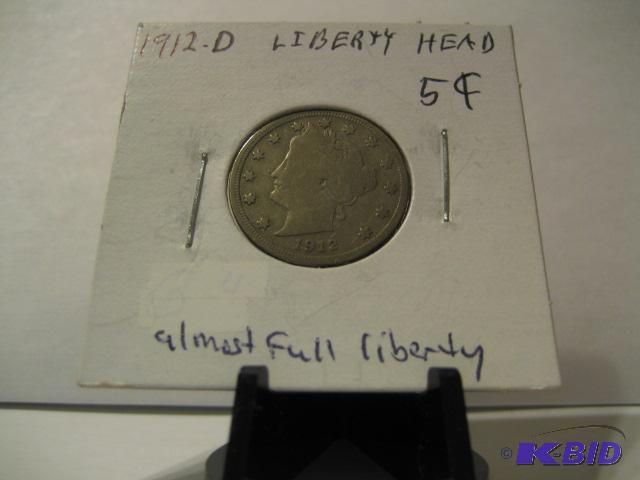 1912-D LIBERTY HEAD
5¢
1912
almost Full liberty
© K-BID